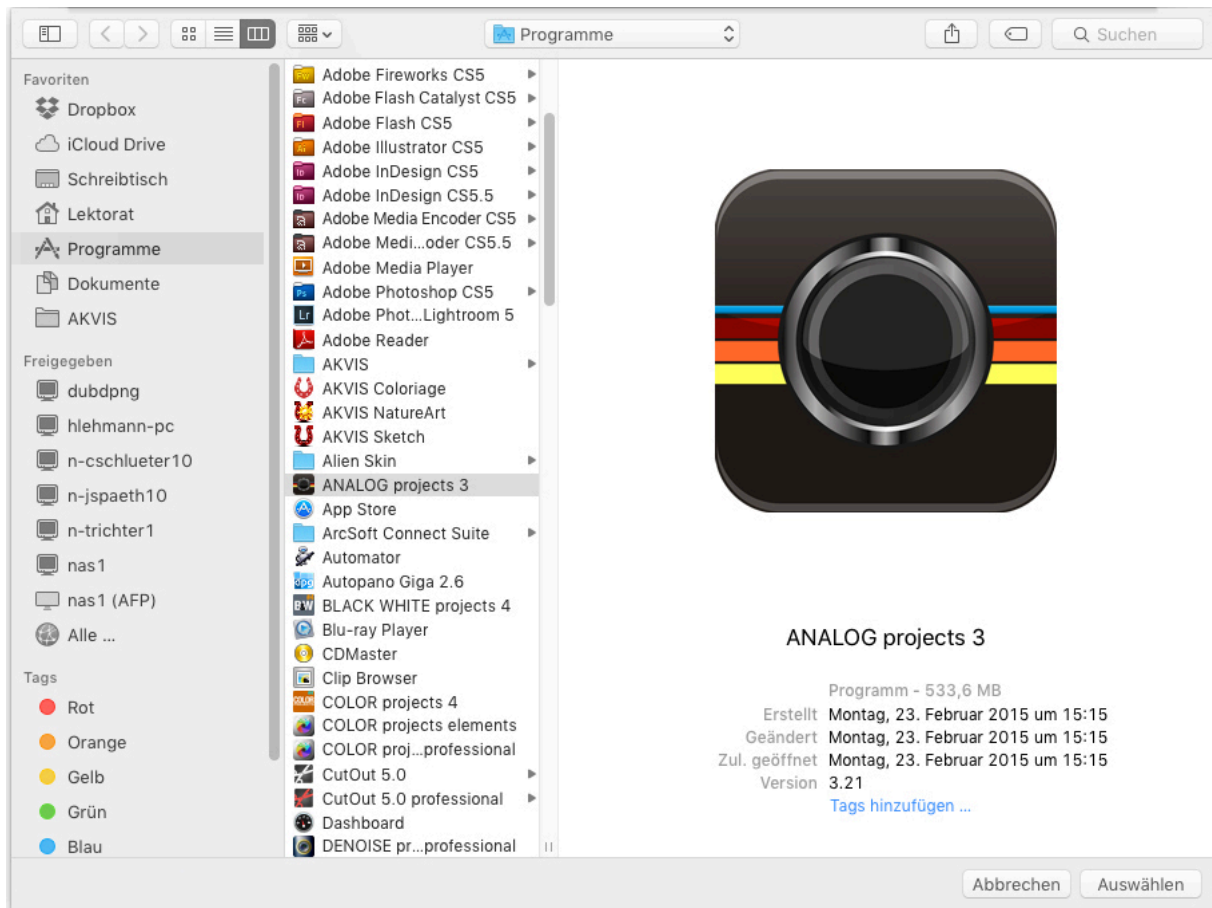 Programme
Suchen
Favoriten
Dropbox
iCloud Drive
Schreibtisch
Lektorat
Programme
Dokumente
AKVIS
Freigegeben
dubdpng
hlehmann-pc
n-cschlueter10
n-jspaeth10
n-trichter1
nas1
nas1 (AFP)
Alle ...
Tags
Rot
Orange
Gelb
Grün
Blau
Adobe Fireworks CS5
Adobe Flash Catalyst CS5
Adobe Flash CS5
Adobe Illustrator CS5
Adobe InDesign CS5
Adobe InDesign CS5.5
Adobe Media Encoder CS5
Adobe Medi...oder CS5.5
Adobe Media Player
Adobe Photoshop CS5
Adobe Phot...Lightroom 5
Adobe Reader
AKVIS
AKVIS Coloriage
AKVIS NatureArt
AKVIS Sketch
Alien Skin
ANALOG projects 3
App Store
ArcSoft Connect Suite
Automator
Autopano Giga 2.6
BLACK WHITE projects 4
Blu-ray Player
CDMaster
Clip Browser
COLOR projects 4
COLOR projects elements
COLOR proj...professional
CutOut 5.0
CutOut 5.0 professional
Dashboard
DENOISE pr...professional
ANALOG projects 3
Programm - 533,6 MB
Erstellt Montag, 23. Februar 2015 um 15:15
Geändert Montag, 23. Februar 2015 um 15:15
Zul. geöffnet Montag, 23. Februar 2015 um 15:15
Version 3.21
Tags hinzufügen ...
Abbrechen Auswählen